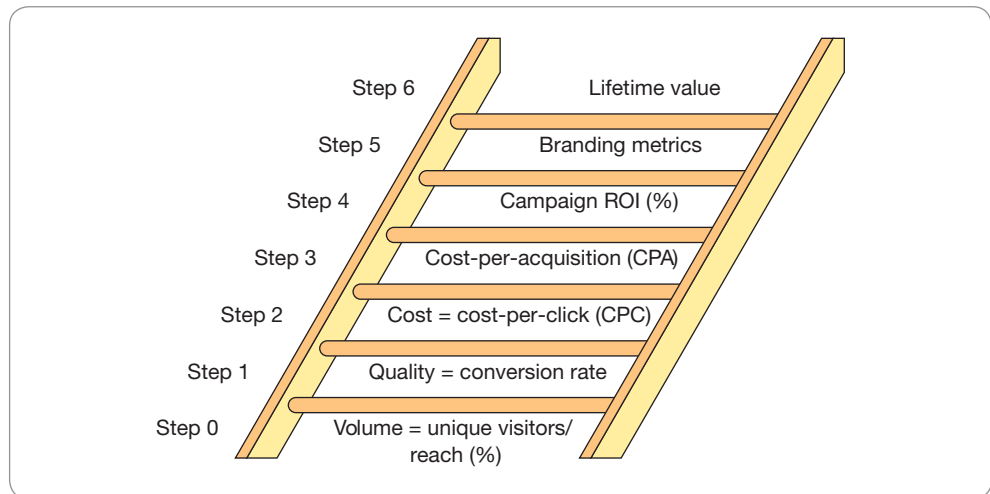 Step 6 Lifetime value
Step 5 Branding metrics
Step 4 Campaign ROI (%)
Step 3 Cost-per-acquisition (CPA)
Step 2 Cost = cost-per-click (CPC)
Step 1 Quality = conversion rate
Step 0 Volume = unique visitors/
reach (%)